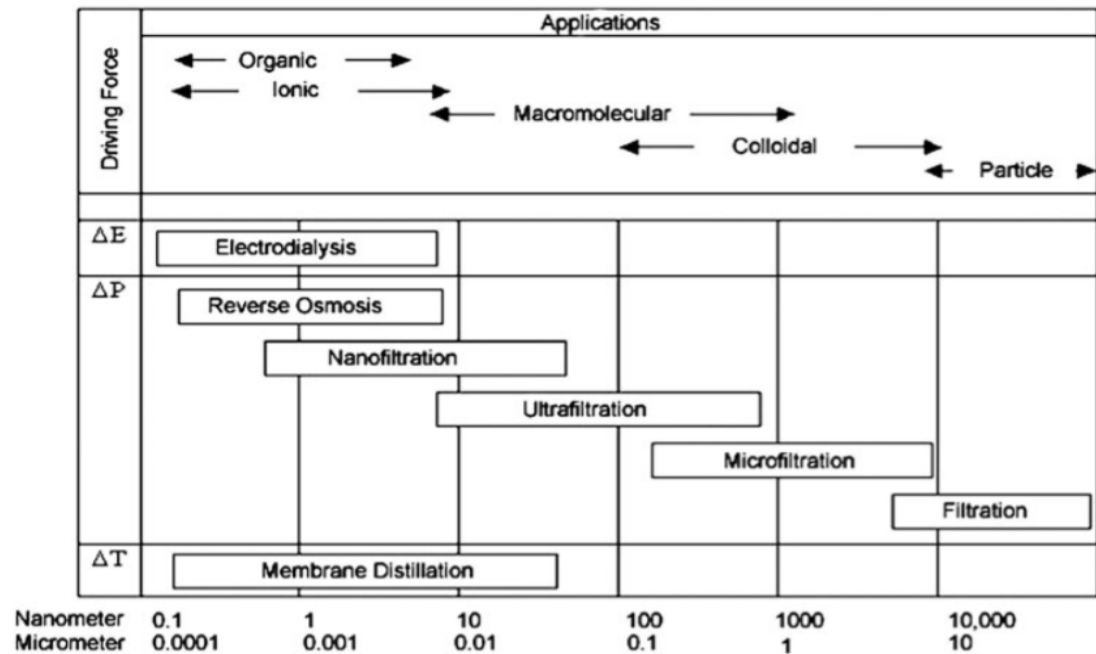 Applications
Driving Force
Organic
Ionic
Macromolecular
Colloidal
Particle
ΔE
Electrodialysis
ΔP
Reverse Osmosis
Nanofiltration
Ultrafiltration
Microfiltration
Filtration
ΔT
Membrane Distillation
Nanometer 0.1 1 10 100 1000 10,000
Micrometer 0.0001 0.001 0.01 0.1 1 10